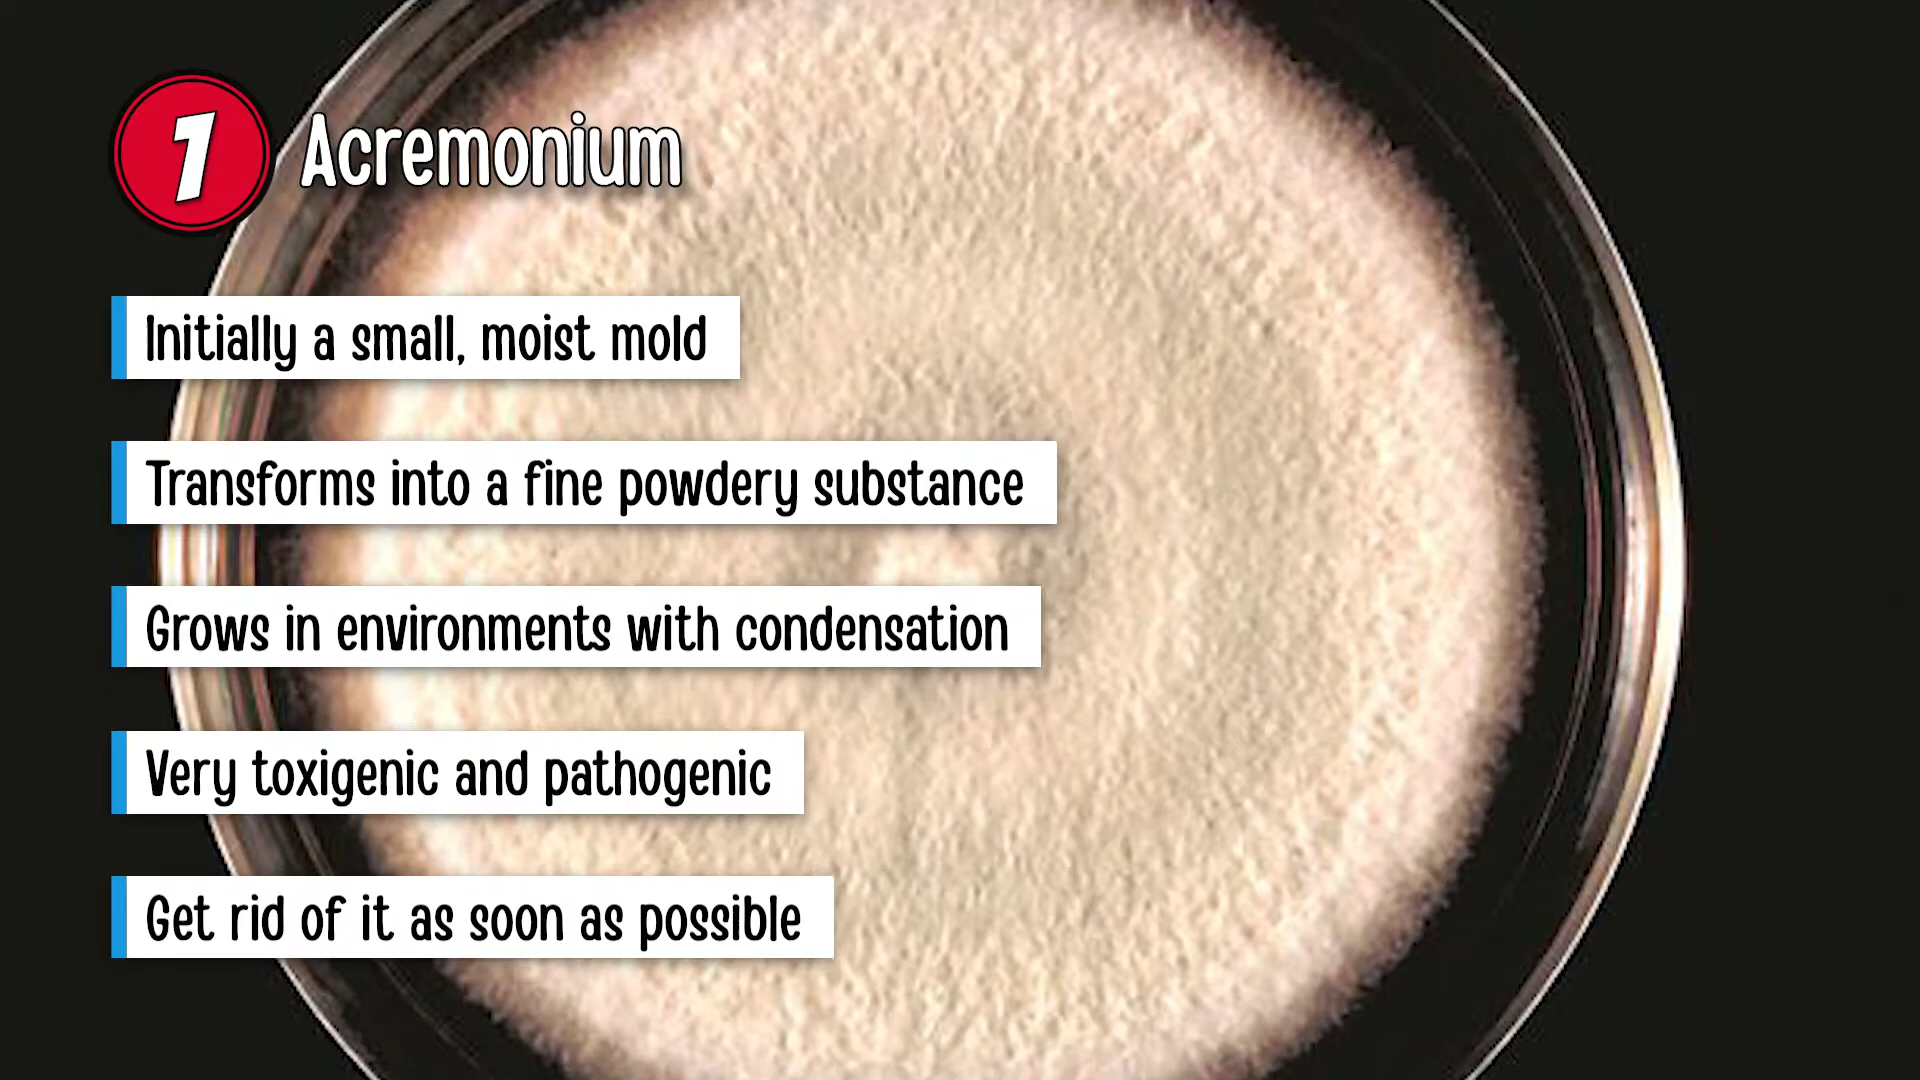 1 Acremonium
Initially a small, moist mold
Transforms into a fine powdery substance
Grows in environments with condensation
Very toxigenic and pathogenic
Get rid of it as soon as possible